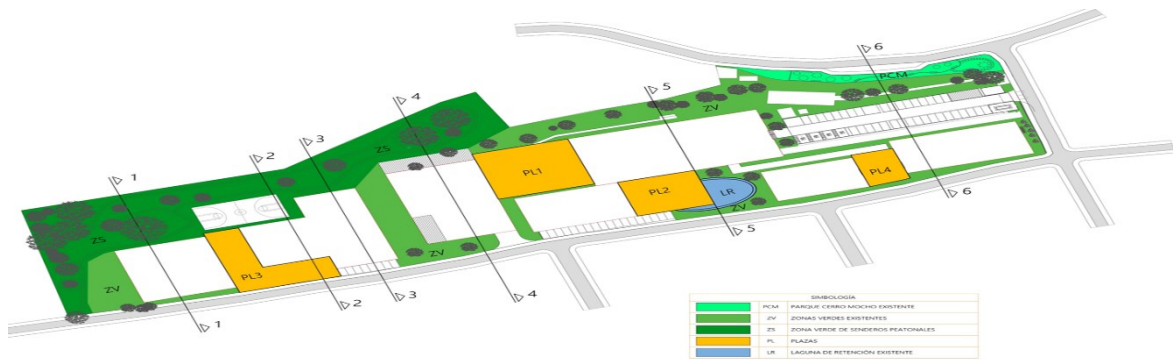 6
5
4
3
2
1
PCM
ZV
ZS
PL1
PL2
LR
ZV
PL4
6
5
ZS
PL3
ZV
ZV
4
3
2
1
SIMBOLOGÍA
PCM PARQUE CERRO MOCHO EXISTENTE
ZV ZONAS VERDES EXISTENTES
ZS ZONA VERDE DE SENDEROS PEATONALES
PL PLAZAS
LR LAGUNA DE RETENCIÓN EXISTENTE